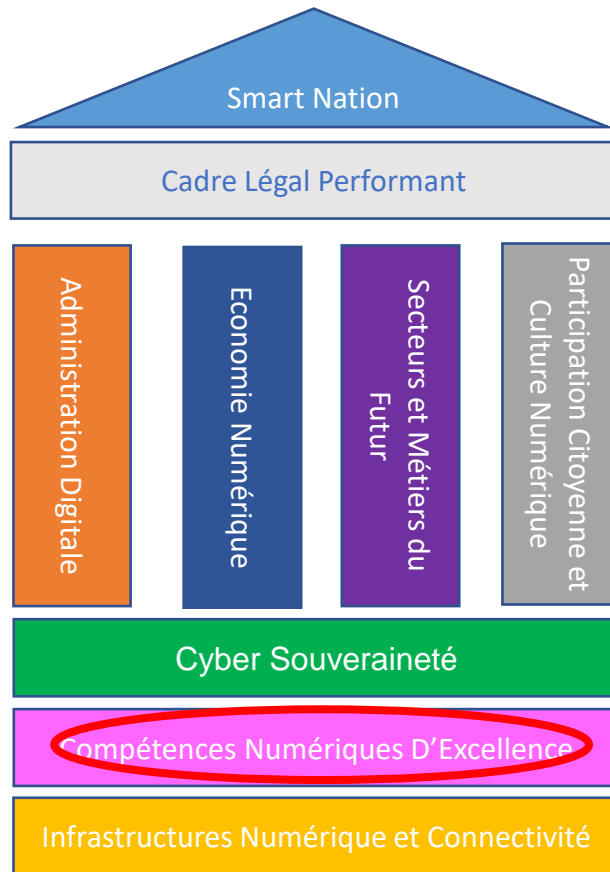 Smart Nation
Cadre Légal Performant
Administration Digitale
Economie Numérique
Secteurs et Métiers du
Futur
Participation Citoyenne et
Culture Numérique
Cyber Souveraineté
Compétences Numériques D’Excellence
Infrastructures Numérique et Connectivité